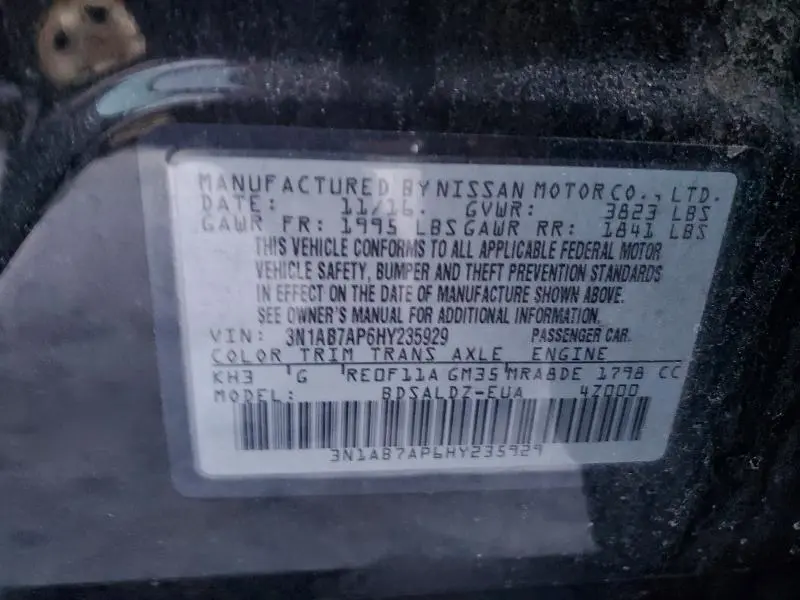 MANUFACTURED BY NISSAN MOTOR CO., LTD.
DATE: 11/16. GVWR: 3823 LBS
GAWR FR: 1995 LBS GAWR RR: 1841 LBS
THIS VEHICLE CONFORMS TO ALL APPLICABLE FEDERAL MOTOR
VEHICLE SAFETY, BUMPER AND THEFT PREVENTION STANDARDS
IN EFFECT ON THE DATE OF MANUFACTURE SHOWN ABOVE.
SEE OWNER'S MANUAL FOR ADDITIONAL INFORMATION
VIN: 3N1AB7AP6HY235929 PASSENGER CAR.
COLOR TRIM TRANS AXLE ENGINE
KH3 G RE0F11A GM35 MRA8DE 1798 CC
MODEL: BDSALDZ-EUA 4Z000
3N1AB7AP6HY235929